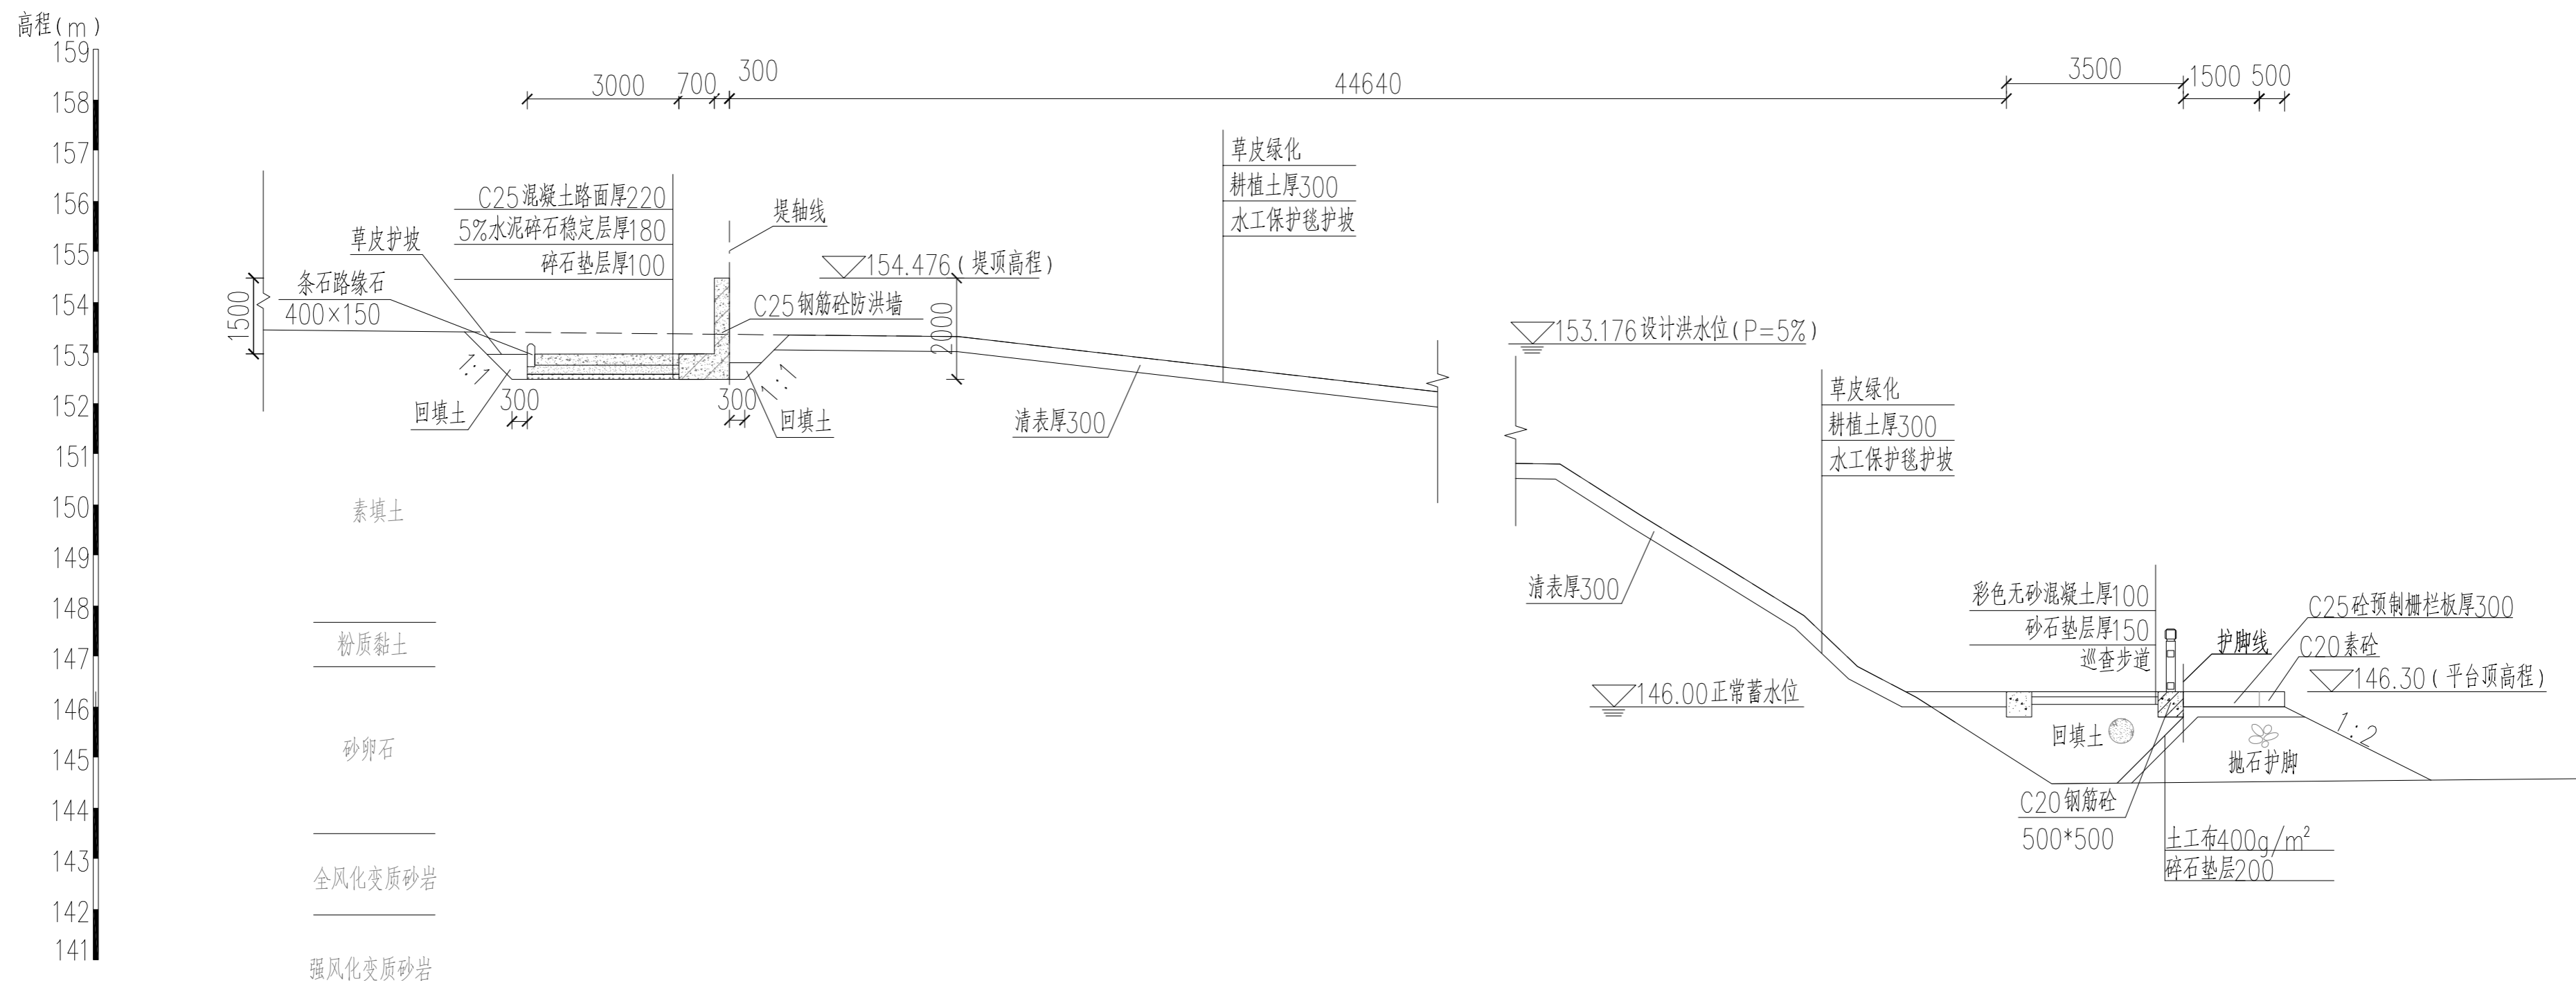 高程(m)
159
158
157
156
155
154
153
152
151
150
149
148
147
146
145
144
143
142
141
3000
700
300
44640
3500
1500
500
草皮绿化
耕植土厚300
水工保护毯护坡
C25混凝土路面厚220
5%水泥碎石稳定层厚180
碎石垫层厚100
堤轴线
草皮护坡
条石路缘石
400×150
1500
154.476(堤顶高程)
C25钢筋砼防洪墙
2000
1:1
300
回填土
300
1:1
回填土
清表厚300
153.176设计洪水位(P=5%)
草皮绿化
耕植土厚300
水工保护毯护坡
清表厚300
146.00正常蓄水位
彩色无砂混凝土厚100
砂石垫层厚150
巡查步道
护脚线
C25砼预制栅栏板厚300
C20素砼
146.30(平台顶高程)
回填土
抛石护脚
1:2
C20钢筋砼
500*500
土工布400g/m²
碎石垫层200
素填土
粉质黏土
砂卵石
全风化变质砂岩
强风化变质砂岩